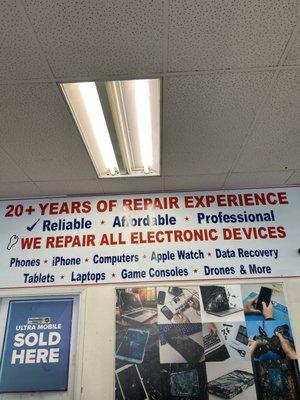 20+ YEARS OF REPAIR EXPERIENCE
Reliable * Affordable * Professional
WE REPAIR ALL ELECTRONIC DEVICES
Phones * iPhone * Computers * Apple Watch * Data Recovery
Tablets * Laptops * Game Consoles * Drones & More
ULTRA MOBILE
SOLD
HERE